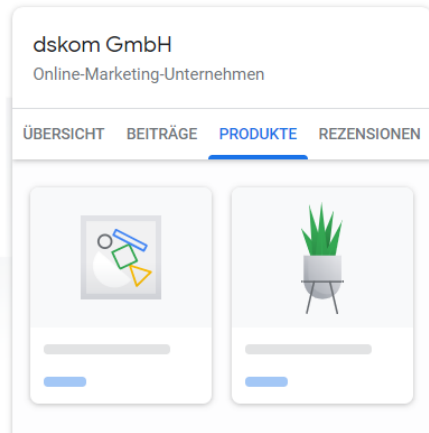 dskom GmbH
Online-Marketing-Unternehmen
ÜBERSICHT BEITRÄGE PRODUKTE REZENSIONEN